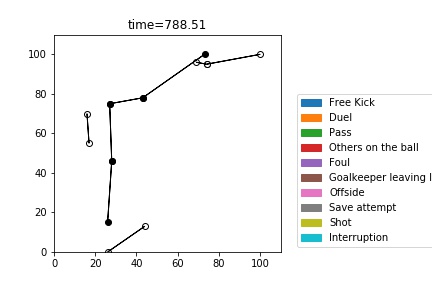 time=788.51
100
80
60
40
20
0
0 20 40 60 80 100
Free Kick
Duel
Pass
Others on the ball
Foul
Goalkeeper leaving l
Offside
Save attempt
Shot
Interruption